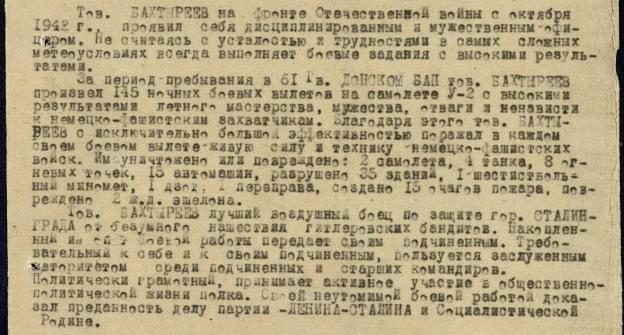 Тов. БАХТЫРЕЕВ на фронте Отечественной войны с октября
1942 г., проявил себя дисциплинированным и мужественным офи-
цером. Не считаясь с усталостью и трудностями в самых сложных
метеоусловиях всегда выполняет боевые задания с высокими резуль-
татами.
За период пребывания в 61 Гв. ДОНСКОМ БАП тов. БАХТЫРЕЕВ
произвел 145 ночных боевых вылетов на самолете У-2 с высокими
результатами летного мастерства, мужества, отваги и ненависти
к немецко-фашистским захватчикам. Благодаря этого тов. БАХТЫ-
РЕЕВ с исключительно большой эффективностью поражал в каждом
своем боевом вылете живую силу и технику немецко-фашистских
войск. Им уничтожено или повреждено: 2 самолета, 4 танка, 8 ог-
невых точек, 15 автомашин, разрушено 35 зданий, 1 шестистволь-
ный миномет, 1 дзот, 1 переправа, создано 15 очагов пожара, пов-
реждено 2 ж.д. эшелона.
Тов. БАХТЫРЕЕВ лучший воздушный боец по защите гор. СТАЛИН-
ГРАДА от безумного нашествия гитлеровских бандитов. Накоплен-
ный им опыт боевой работы передает своим подчиненным. Требо-
вательный к себе и к своим подчиненным, пользуется заслуженным
авторитетом среди подчиненных и старших командиров.
Политически грамотный, принимает активное участие в общественно-
политической жизни полка. Своей неутомимой боевой работой дока-
зал преданность делу партии -ЛЕНИНА-СТАЛИНА и Социалистической
Родине.